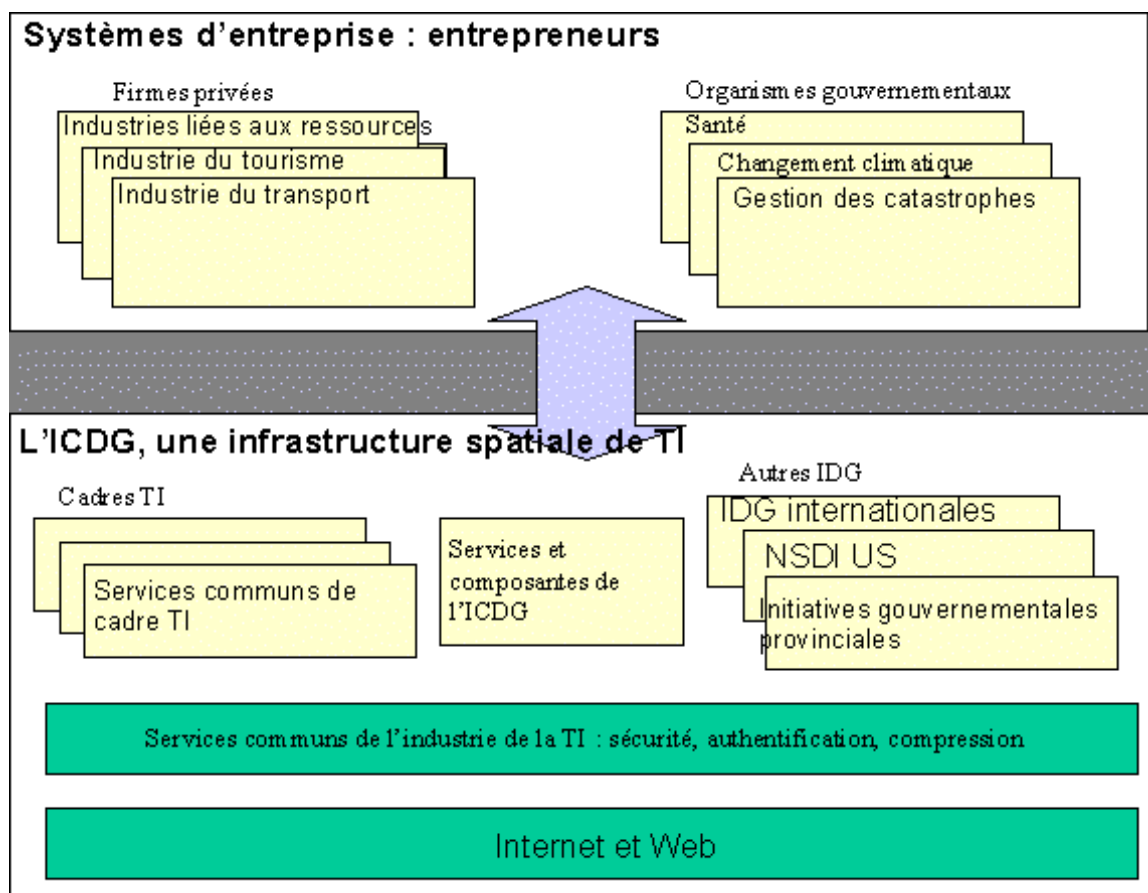 Systèmes d'entreprise : entrepreneurs
Firmes privées
Industries liées aux ressources
Industrie du tourisme
Industrie du transport
Organismes gouvernementaux
Santé
Changement climatique
Gestion des catastrophes
L'ICDG, une infrastructure spatiale de TI
Cadres TI
Services communs de
cadre TI
Services et
composantes de
l'ICDG
Autres IDG
IDG internationales
NSDI US
Initiatives gouvernementales
provinciales
Services communs de l'industrie de la TI : sécurité, authentification, compression
Internet et Web